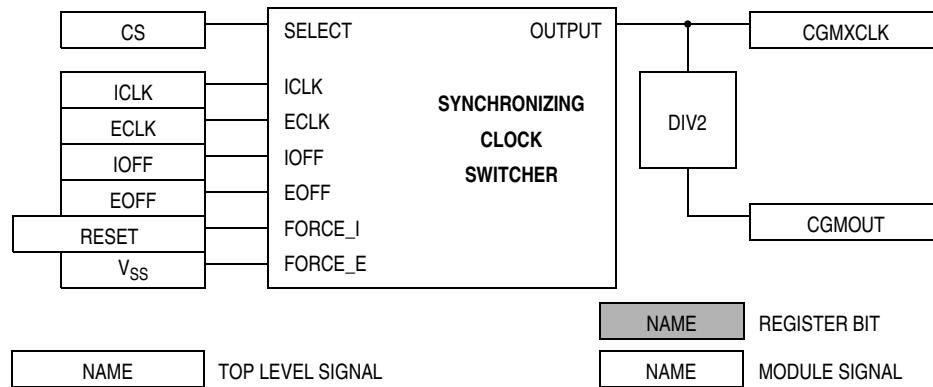 CS SELECT OUTPUT CGMXCLK
ICLK ICLK
ECLK ECLK
IOFF IOFF
EOFF EOFF
RESET FORCE_I
VSS FORCE_E
SYNCHRONIZING
CLOCK
SWITCHER
DIV2
CGMOUT
NAME REGISTER BIT
NAME TOP LEVEL SIGNAL
NAME MODULE SIGNAL